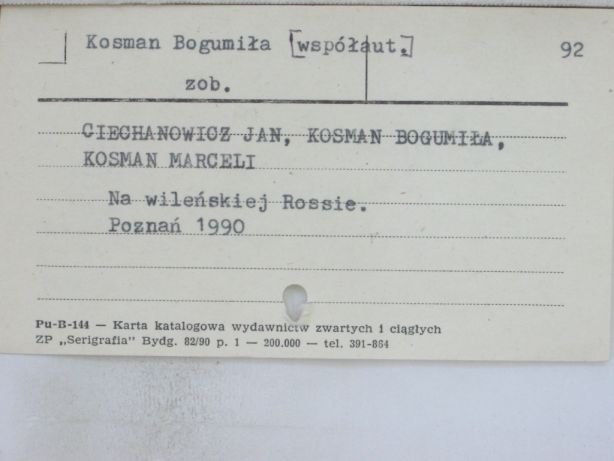 Kosman Bogumiła [współaut.] 92
zob.
CIECHANOWICZ JAN, KOSMAN BOGUMIŁA,
KOSMAN MARCELI
Na wileńskiej Rossie.
Poznań 1990
Pu-B-144 — Karta katalogowa wydawnictw zwartych i ciągłych
ZP „Serigrafia” Bydg. 82/90 p. 1 — 200.000 — tel. 391-864